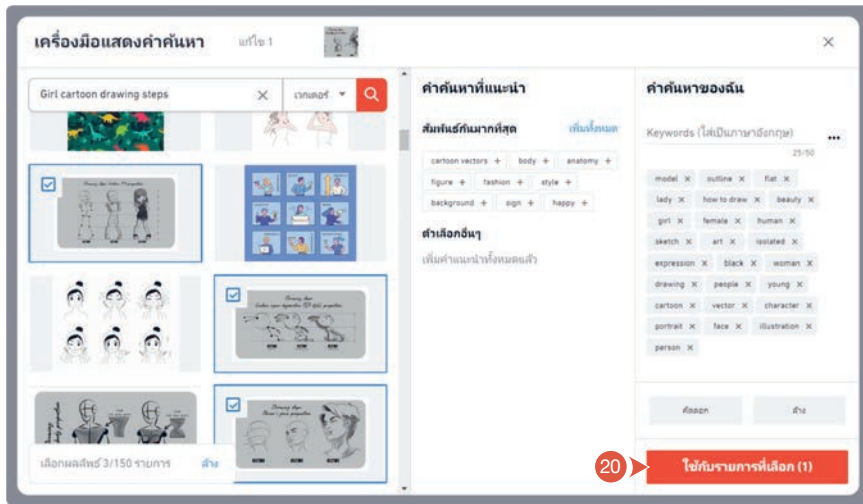 เครื่องมือแสดงคำค้นหา แก้ไข 1
Girl cartoon drawing steps เวกเตอร์
เลือกผลลัพธ์ 3/150 รายการ ล้าง
คำค้นหาที่แนะนำ
สัมพันธ์กันมากที่สุด เพิ่มทั้งหมด
cartoon vectors + body + anatomy +
figure + fashion + style +
background + sign + happy +
ตัวเลือกอื่นๆ
เพิ่มคำแนะนำทั้งหมดแล้ว
คำค้นหาของฉัน
Keywords (ใส่เป็นภาษาอังกฤษ)
25/50
model × outline × flat ×
lady × how to draw × beauty ×
girl × female × human ×
sketch × art × isolated ×
expression × black × woman ×
drawing × people × young ×
cartoon × vector × character ×
portrait × face × illustration ×
person ×
คัดลอก ล้าง
20 ใช้กับรายการที่เลือก (1)